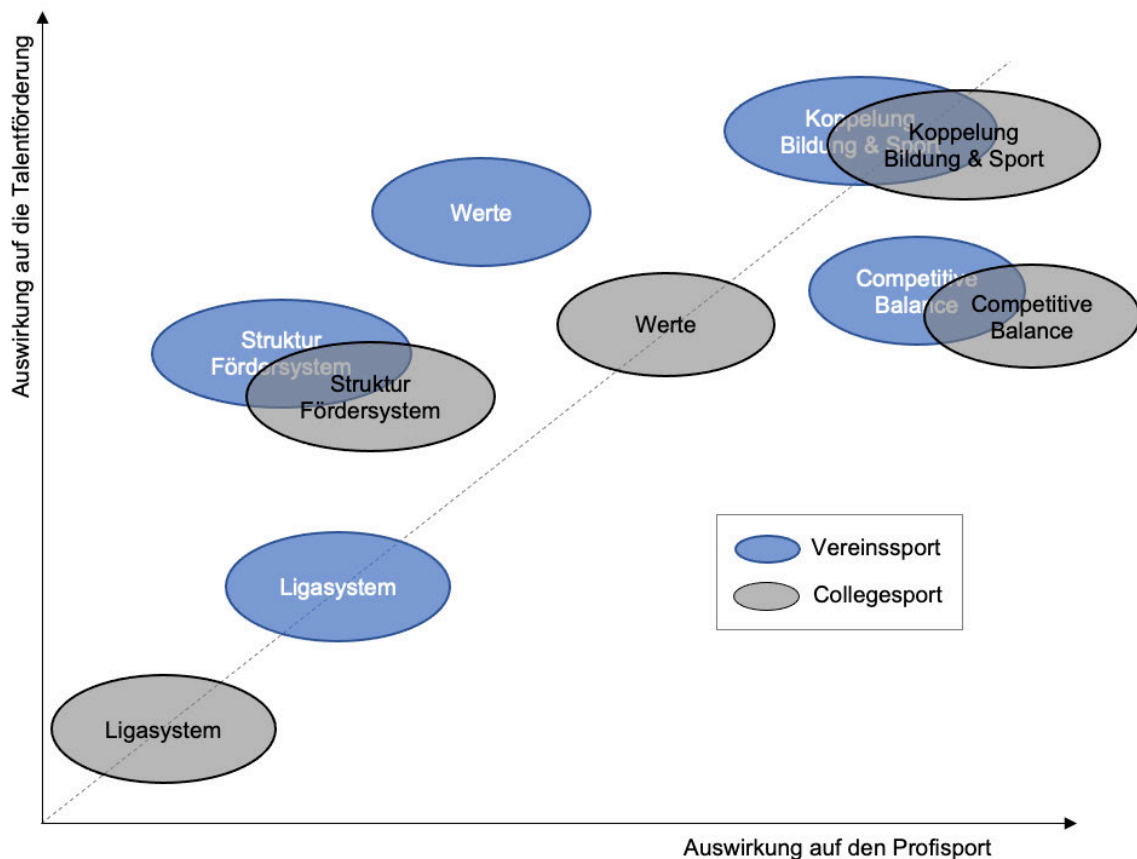 Auswirkung auf die Talentförderung
Koppelung
Bildung & Sport
Koppelung
Bildung & Sport
Werte
Competitive
Balance
Competitive
Balance
Werte
Struktur
Fördersystem
Struktur
Fördersystem
Vereinssport
Collegesport
Ligasystem
Ligasystem
Auswirkung auf den Profisport